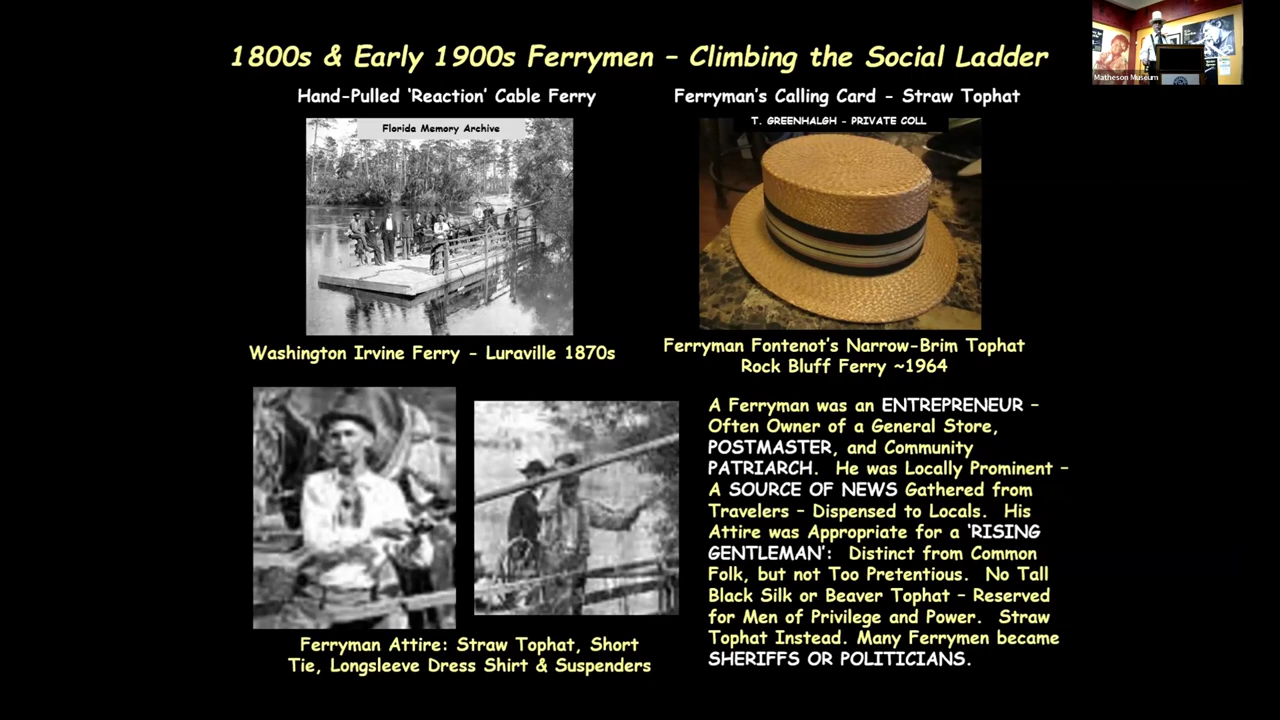 1800s & Early 1900s Ferrymen – Climbing the Social Ladder
Hand-Pulled ‘Reaction’ Cable Ferry
Florida Memory Archive
Washington Irvine Ferry – Luraville 1870s
Ferryman’s Calling Card - Straw Tophat
T. GREENHALGH - PRIVATE COLL
Ferryman Fontenot’s Narrow-Brim Tophat
Rock Bluff Ferry ~1964
Ferryman Attire: Straw Tophat, Short
Tie, Longsleeve Dress Shirt & Suspenders
A Ferryman was an ENTREPRENEUR –
Often Owner of a General Store,
POSTMASTER, and Community
PATRIARCH.  He was Locally Prominent –
A SOURCE OF NEWS Gathered from
Travelers – Dispensed to Locals.  His
Attire was Appropriate for a ‘RISING
GENTLEMAN’:  Distinct from Common
Folk, but not Too Pretentious.  No Tall
Black Silk or Beaver Tophat – Reserved
for Men of Privilege and Power.  Straw
Tophat Instead. Many Ferrymen became
SHERIFFS OR POLITICIANS.
Matheson Museum